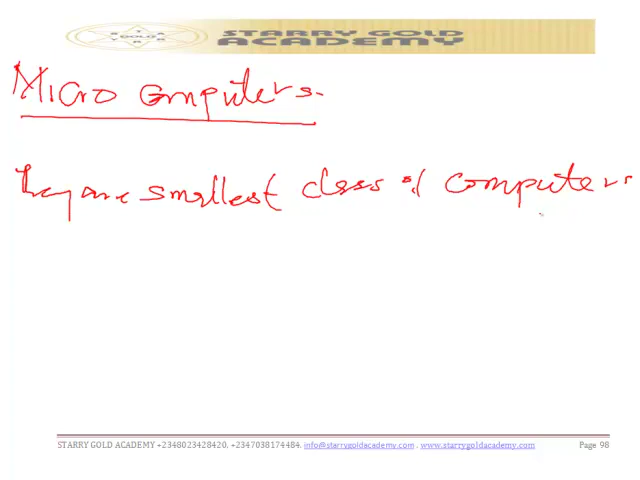 STARRY GOLD
ACADEMY
Micro Computers.
They are smallest class of computers
STARRY GOLD ACADEMY +2348023428420, +2347038174484, info@starrygoldacademy.com , www.starrygoldacademy.com Page 98